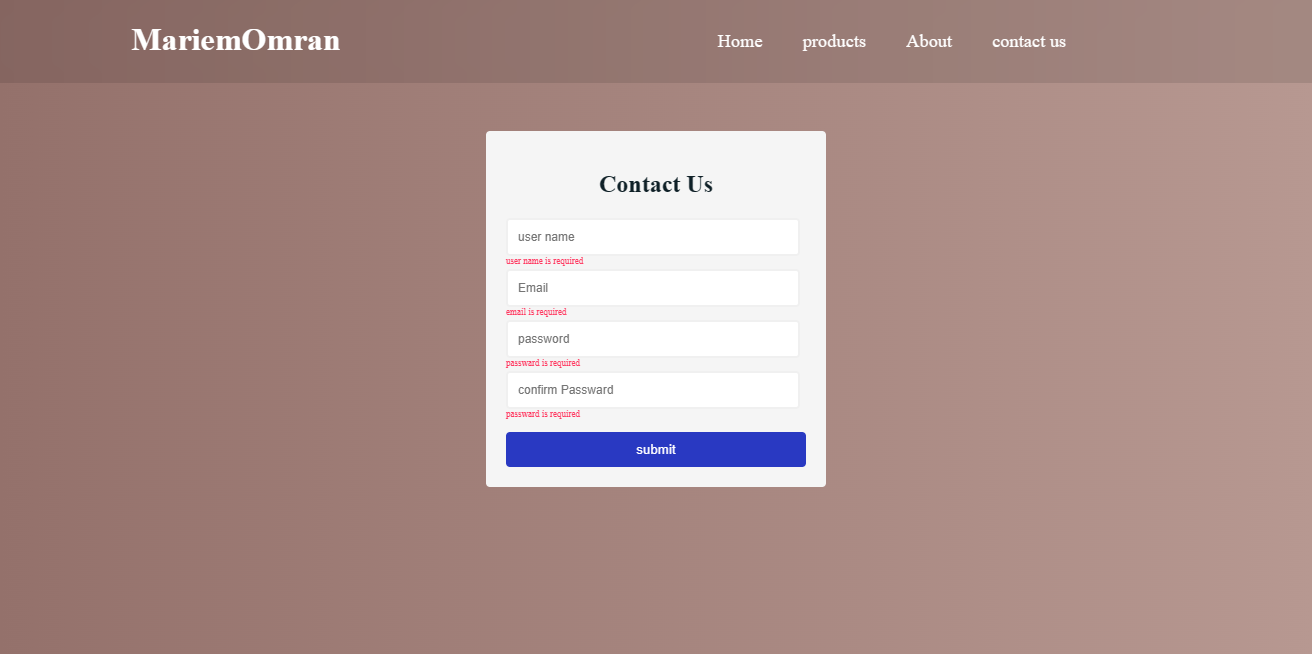 MariemOmran Home products About contact us
Contact Us
user name
user name is required
Email
email is required
password
passward is required
confirm Passward
passward is required
submit